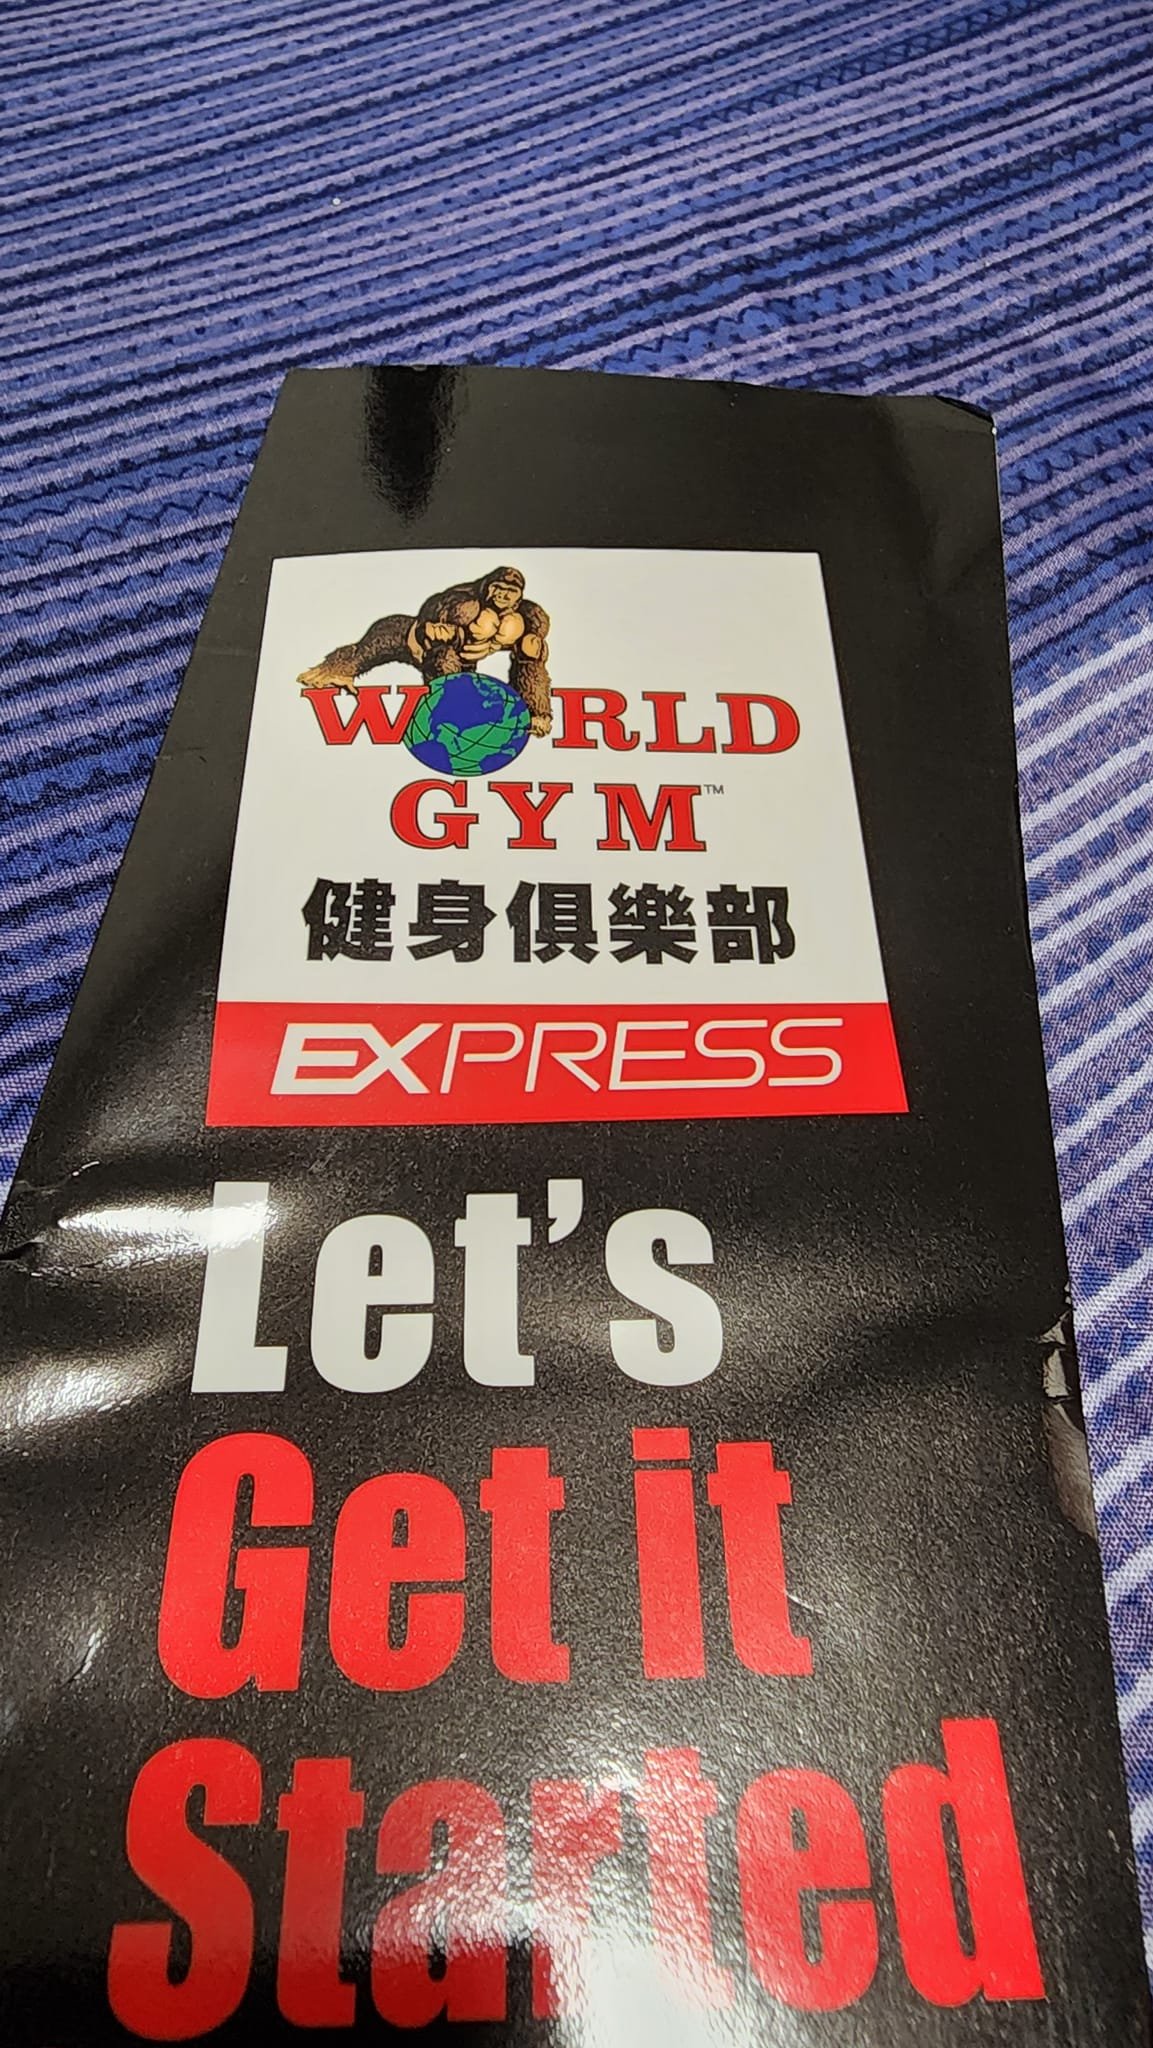 WORLD
GYM™
健身俱樂部
EXPRESS
Let's
Get it
Started